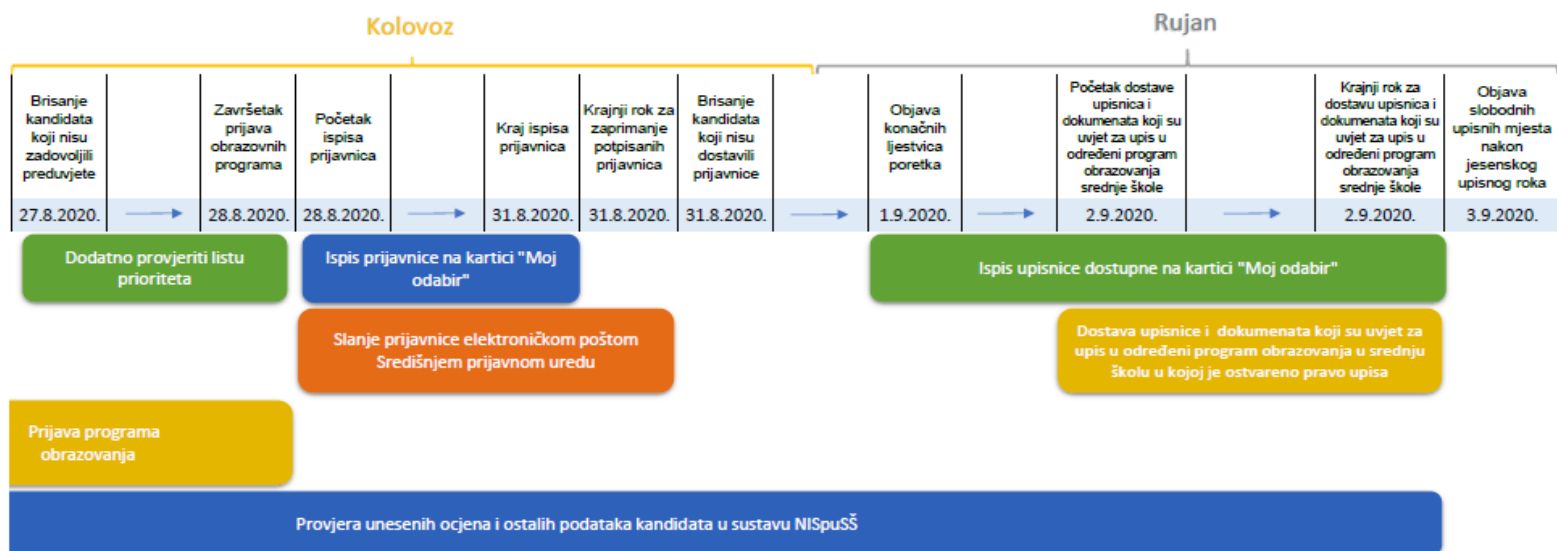 Kolovoz
Rujan
Brisanje
kandidata
koji nisu
zadovoljili
preduvjete
Završetak
prijava
obrazovnih
programa
Početak
ispisa
prijavnica
Kraj ispisa
prijavnica
Krajnji rok za
zaprimanje
potpisanih
prijavnica
Brisanje
kandidata
koji nisu
dostavili
prijavnice
Objava
konačnih
ljestvica
poretka
Početak dostave
upisnica i
dokumenata koji su
uvjet za upis u
određeni program
obrazovanja
srednje škole
Krajnji rok za
dostavu upisnica i
dokumenata koji su
uvjet za upis u
određeni program
obrazovanja
srednje škole
Objava
slobodnih
upisnih mjesta
nakon
jesenskog
upisnog roka
27.8.2020.
28.8.2020.
28.8.2020.
31.8.2020.
31.8.2020.
31.8.2020.
1.9.2020.
2.9.2020.
2.9.2020.
3.9.2020.
Dodatno provjeriti listu
prioriteta
Ispis prijavnice na kartici "Moj
odabir"
Ispis upisnice dostupne na kartici "Moj odabir"
Slanje prijavnice elektroničkom poštom
Središnjem prijavnom uredu
Dostava upisnice i dokumenata koji su uvjet za
upis u određeni program obrazovanja u srednju
školu u kojoj je ostvareno pravo upisa
Prijava programa
obrazovanja
Provjera unesenih ocjena i ostalih podataka kandidata u sustavu NISpuSŠ